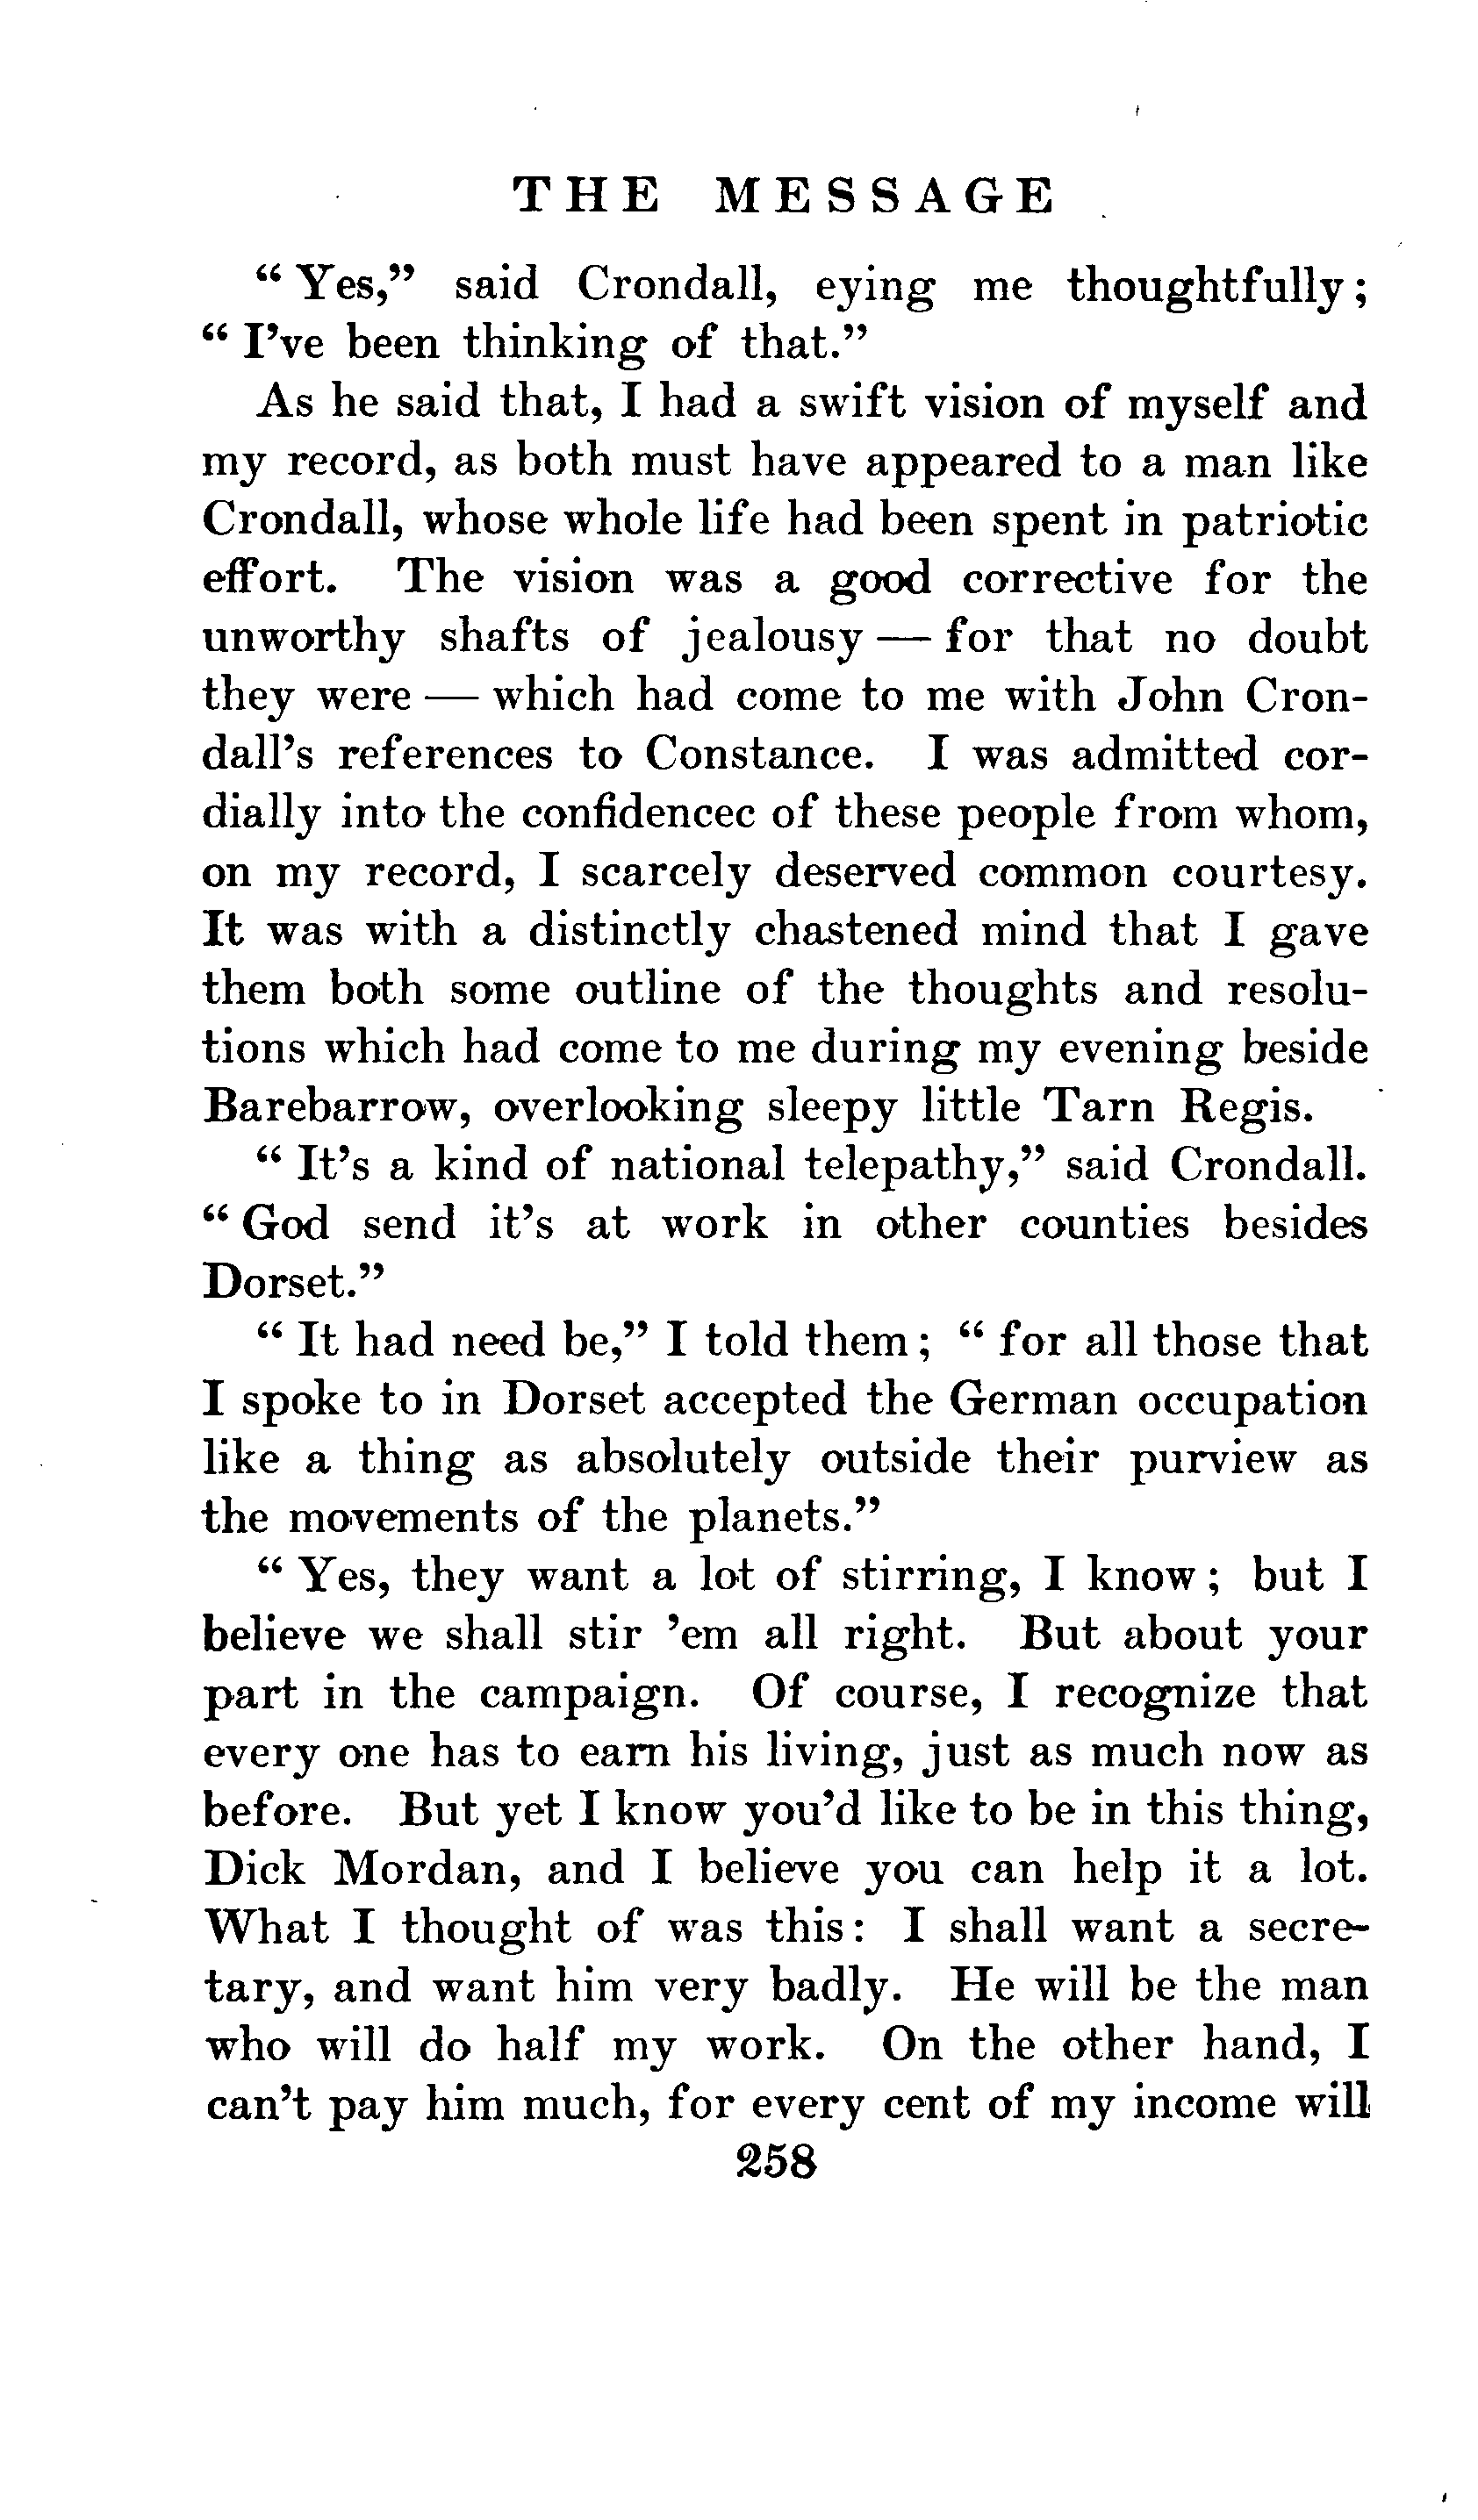 THE MESSAGE
“ Yes,” said Crondall, eying me thoughtfully;
“ I’ve been thinking of that.”
As he said that, I had a swift vision of myself and
my record, as both must have appeared to a man like
Crondall, whose whole life had been spent in patriotic
effort. The vision was a good corrective for the
unworthy shafts of jealousy — for that no doubt
they were — which had come to me with John Cron-
dall’s references to Constance. I was admitted cor-
dially into the confidencec of these people from whom,
on my record, I scarcely deserved common courtesy.
It was with a distinctly chastened mind that I gave
them both some outline of the thoughts and resolu-
tions which had come to me during my evening beside
Barebarrow, overlooking sleepy little Tarn Regis.
“ It’s a kind of national telepathy,” said Crondall.
“ God send it’s at work in other counties besides
Dorset.”
“ It had need be,” I told them; “ for all those that
I spoke to in Dorset accepted the German occupation
like a thing as absolutely outside their purview as
the movements of the planets.”
“ Yes, they want a lot of stirring, I know; but I
believe we shall stir ’em all right. But about your
part in the campaign. Of course, I recognize that
every one has to earn his living, just as much now as
before. But yet I know you’d like to be in this thing,
Dick Mordan, and I believe you can help it a lot.
What I thought of was this: I shall want a secre-
tary, and want him very badly. He will be the man
who will do half my work. On the other hand, I
can’t pay him much, for every cent of my income will
258